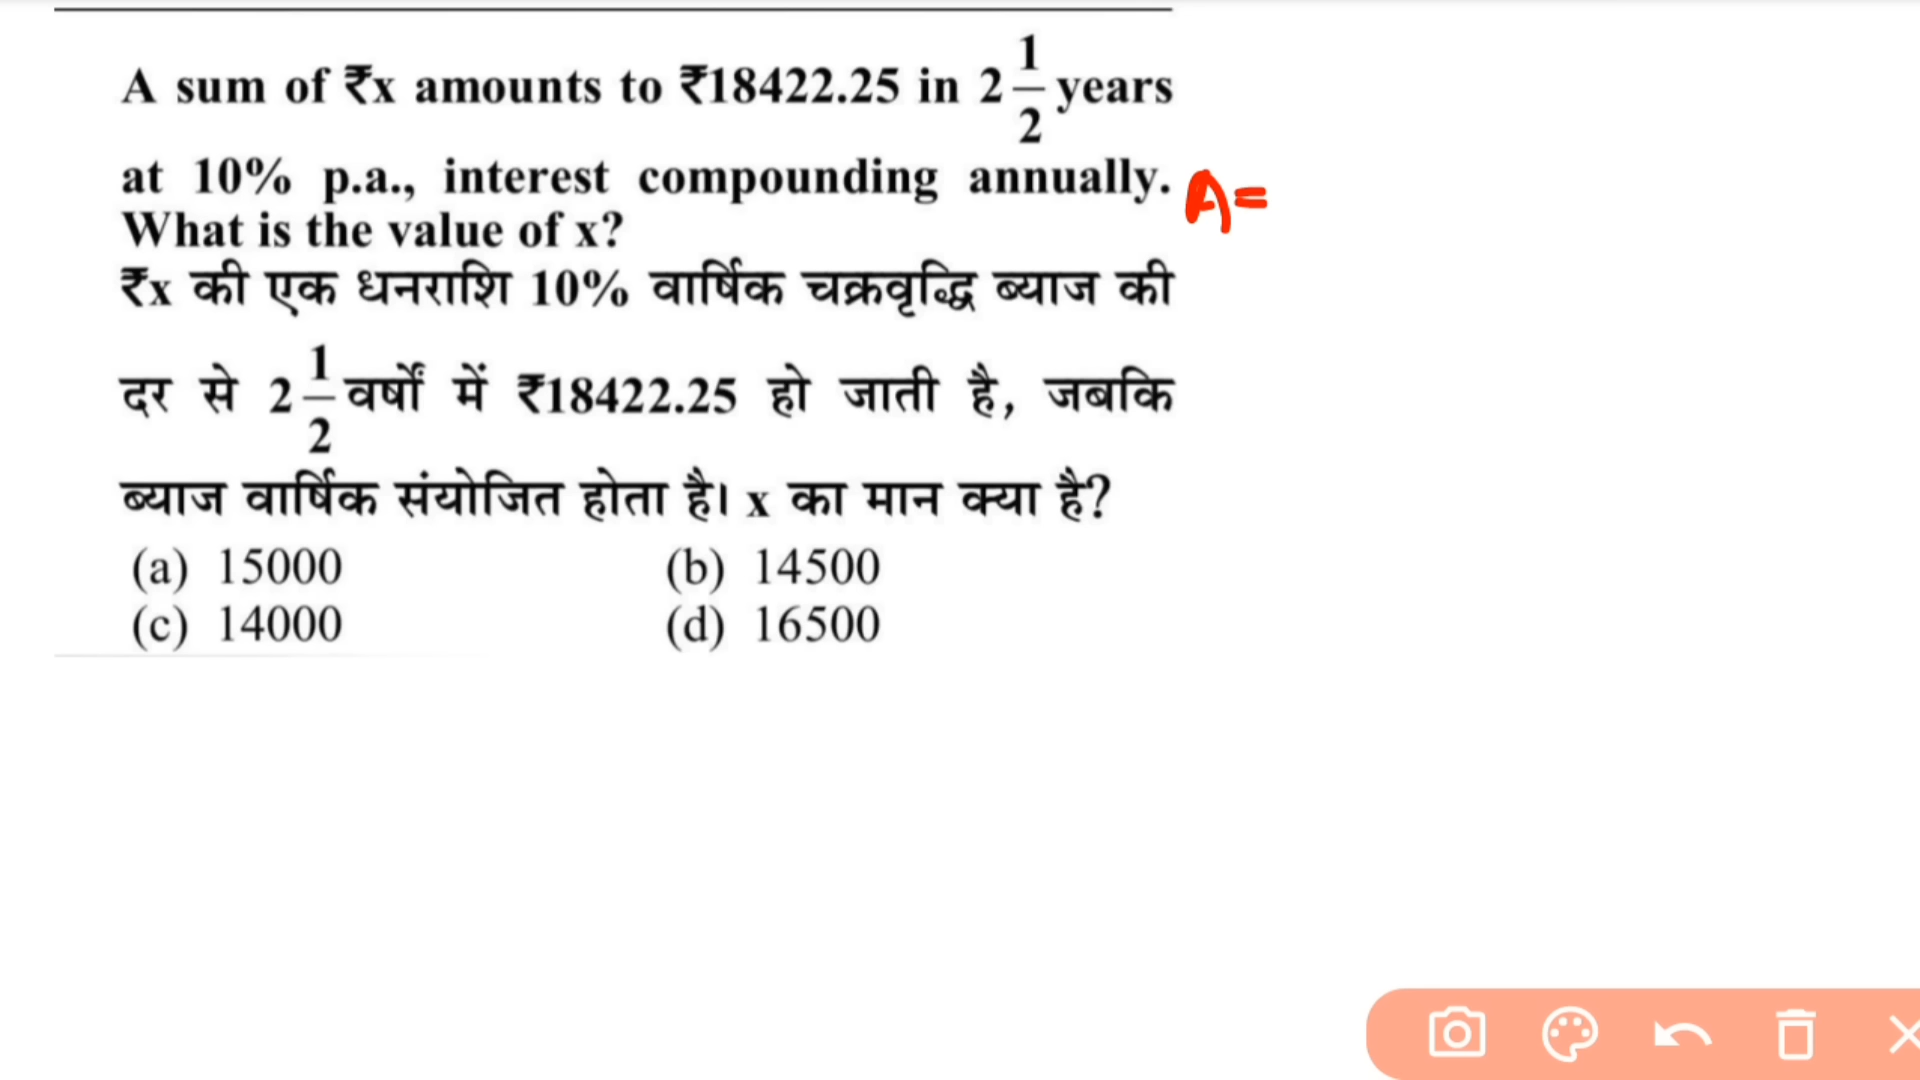 A sum of ₹x amounts to ₹18422.25 in 2 1/2 years
at 10% p.a., interest compounding annually.
A=
What is the value of x?
₹x की एक धनराशि 10% वार्षिक चक्रवृद्धि ब्याज की
दर से 2 1/2 वर्षों में ₹18422.25 हो जाती है, जबकि
ब्याज वार्षिक संयोजित होता है। x का मान क्या है?
(a) 15000 (b) 14500
(c) 14000 (d) 16500